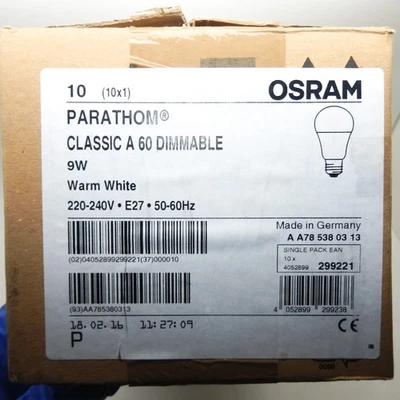 10 (10x1)
OSRAM
PARATHOM®
CLASSIC A 60 DIMMABLE
9W
Warm White
220-240V • E27 • 50-60Hz
Made in Germany
A A78 538 03 13
(02)04052899299221(37)000010
SINGLE PACK EAN
10 x
4052899 299221
(93)AA785380313
4 052899 299238
18.02.16 11:27:09
P
CE